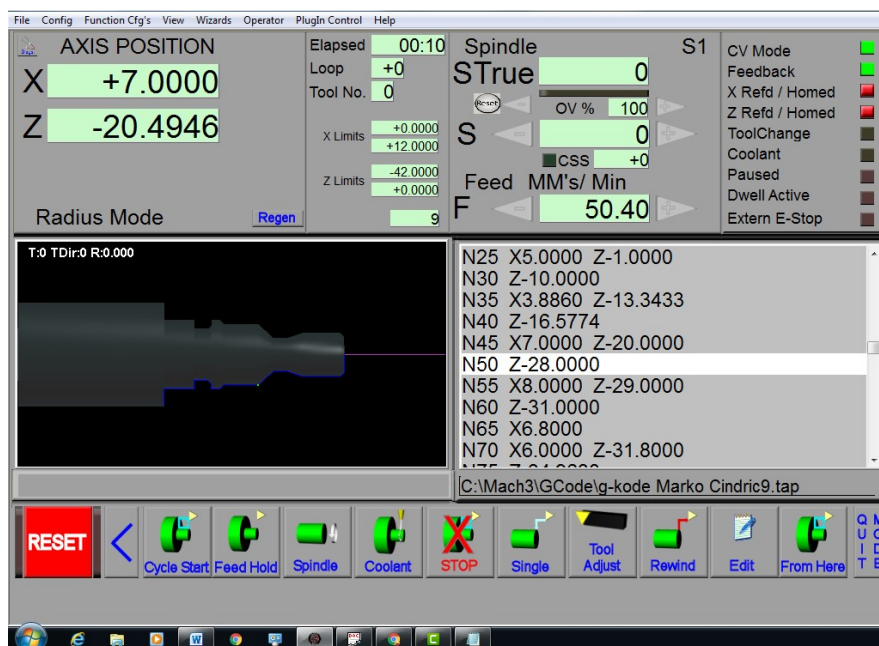 File Config Function Cfg's View Wizards Operator PlugIn Control Help
AXIS POSITION
X +7.0000
Z -20.4946
Radius Mode
Regen
Elapsed 00:10
Loop +0
Tool No. 0
X Limits +0.0000
+12.0000
Z Limits -42.0000
+0.0000
9
Spindle S1
STrue 0
Reset OV % 100
S 0
CSS +0
Feed MM's/ Min
F 50.40
CV Mode
Feedback
X Refd / Homed
Z Refd / Homed
ToolChange
Coolant
Paused
Dwell Active
Extern E-Stop
T:0 TDir:0 R:0.000
N25 X5.0000 Z-1.0000
N30 Z-10.0000
N35 X3.8860 Z-13.3433
N40 Z-16.5774
N45 X7.0000 Z-20.0000
N50 Z-28.0000
N55 X8.0000 Z-29.0000
N60 Z-31.0000
N65 X6.8000
N70 X6.0000 Z-31.8000
C:\Mach3\GCode\g-kode Marko Cindric9.tap
RESET
Cycle Start
Feed Hold
Spindle
Coolant
STOP
Single
Tool
Adjust
Rewind
Edit
From Here
QUIT